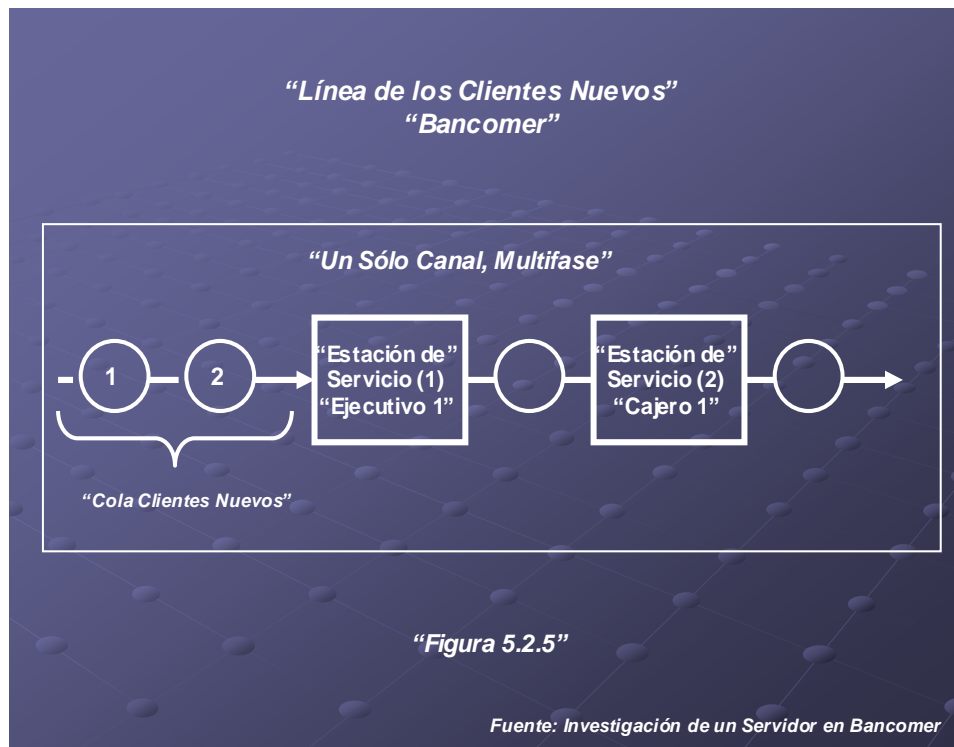 “Línea de los Clientes Nuevos”
“Bancomer”
“Un Sólo Canal, Multifase”
1
2
“Estación de”
Servicio (1)
“Ejecutivo 1”
“Estación de”
Servicio (2)
“Cajero 1”
“Cola Clientes Nuevos”
“Figura 5.2.5”
Fuente: Investigación de un Servidor en Bancomer